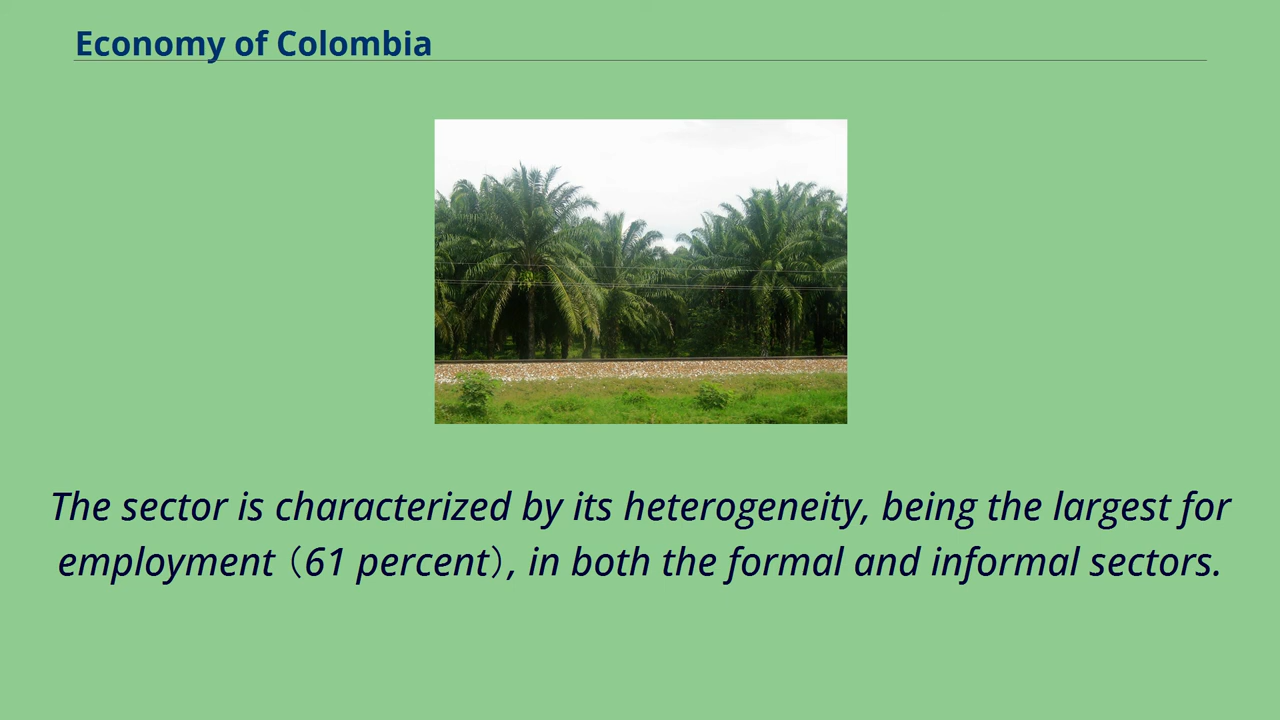 Economy of Colombia
The sector is characterized by its heterogeneity, being the largest for
employment（61 percent）, in both the formal and informal sectors.